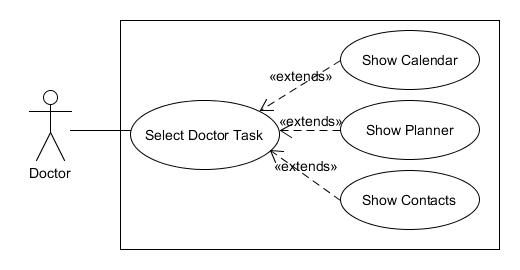 Show Calendar
«extends»
«extends»
Select Doctor Task
Show Planner
«extends»
Doctor
Show Contacts